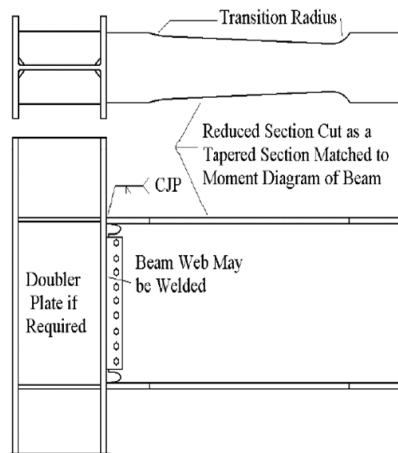 Transition Radius
Reduced Section Cut as a
Tapered Section Matched to
Moment Diagram of Beam
CJP
Beam Web May
be Welded
Doubler
Plate if
Required